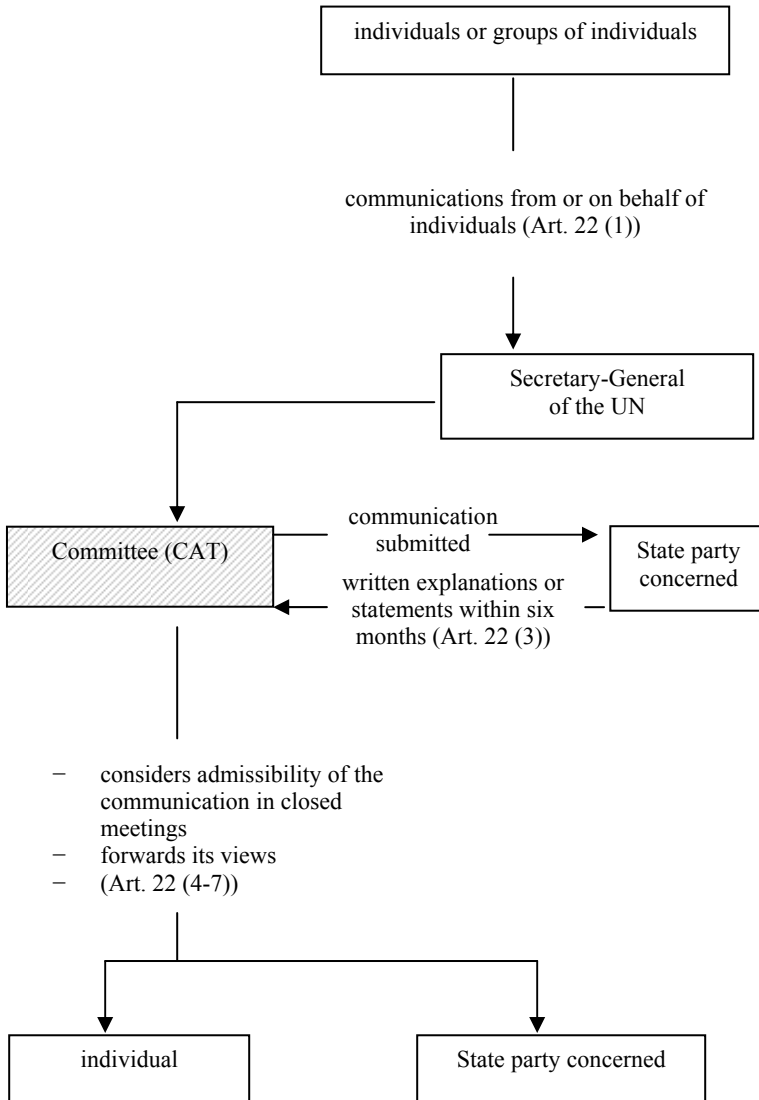 individuals or groups of individuals
communications from or on behalf of
individuals (Art. 22 (1))
Secretary-General
of the UN
Committee (CAT)
communication
submitted
State party
concerned
written explanations or
statements within six
months (Art. 22 (3))
− considers admissibility of the
communication in closed
meetings
− forwards its views
− (Art. 22 (4-7))
individual
State party concerned